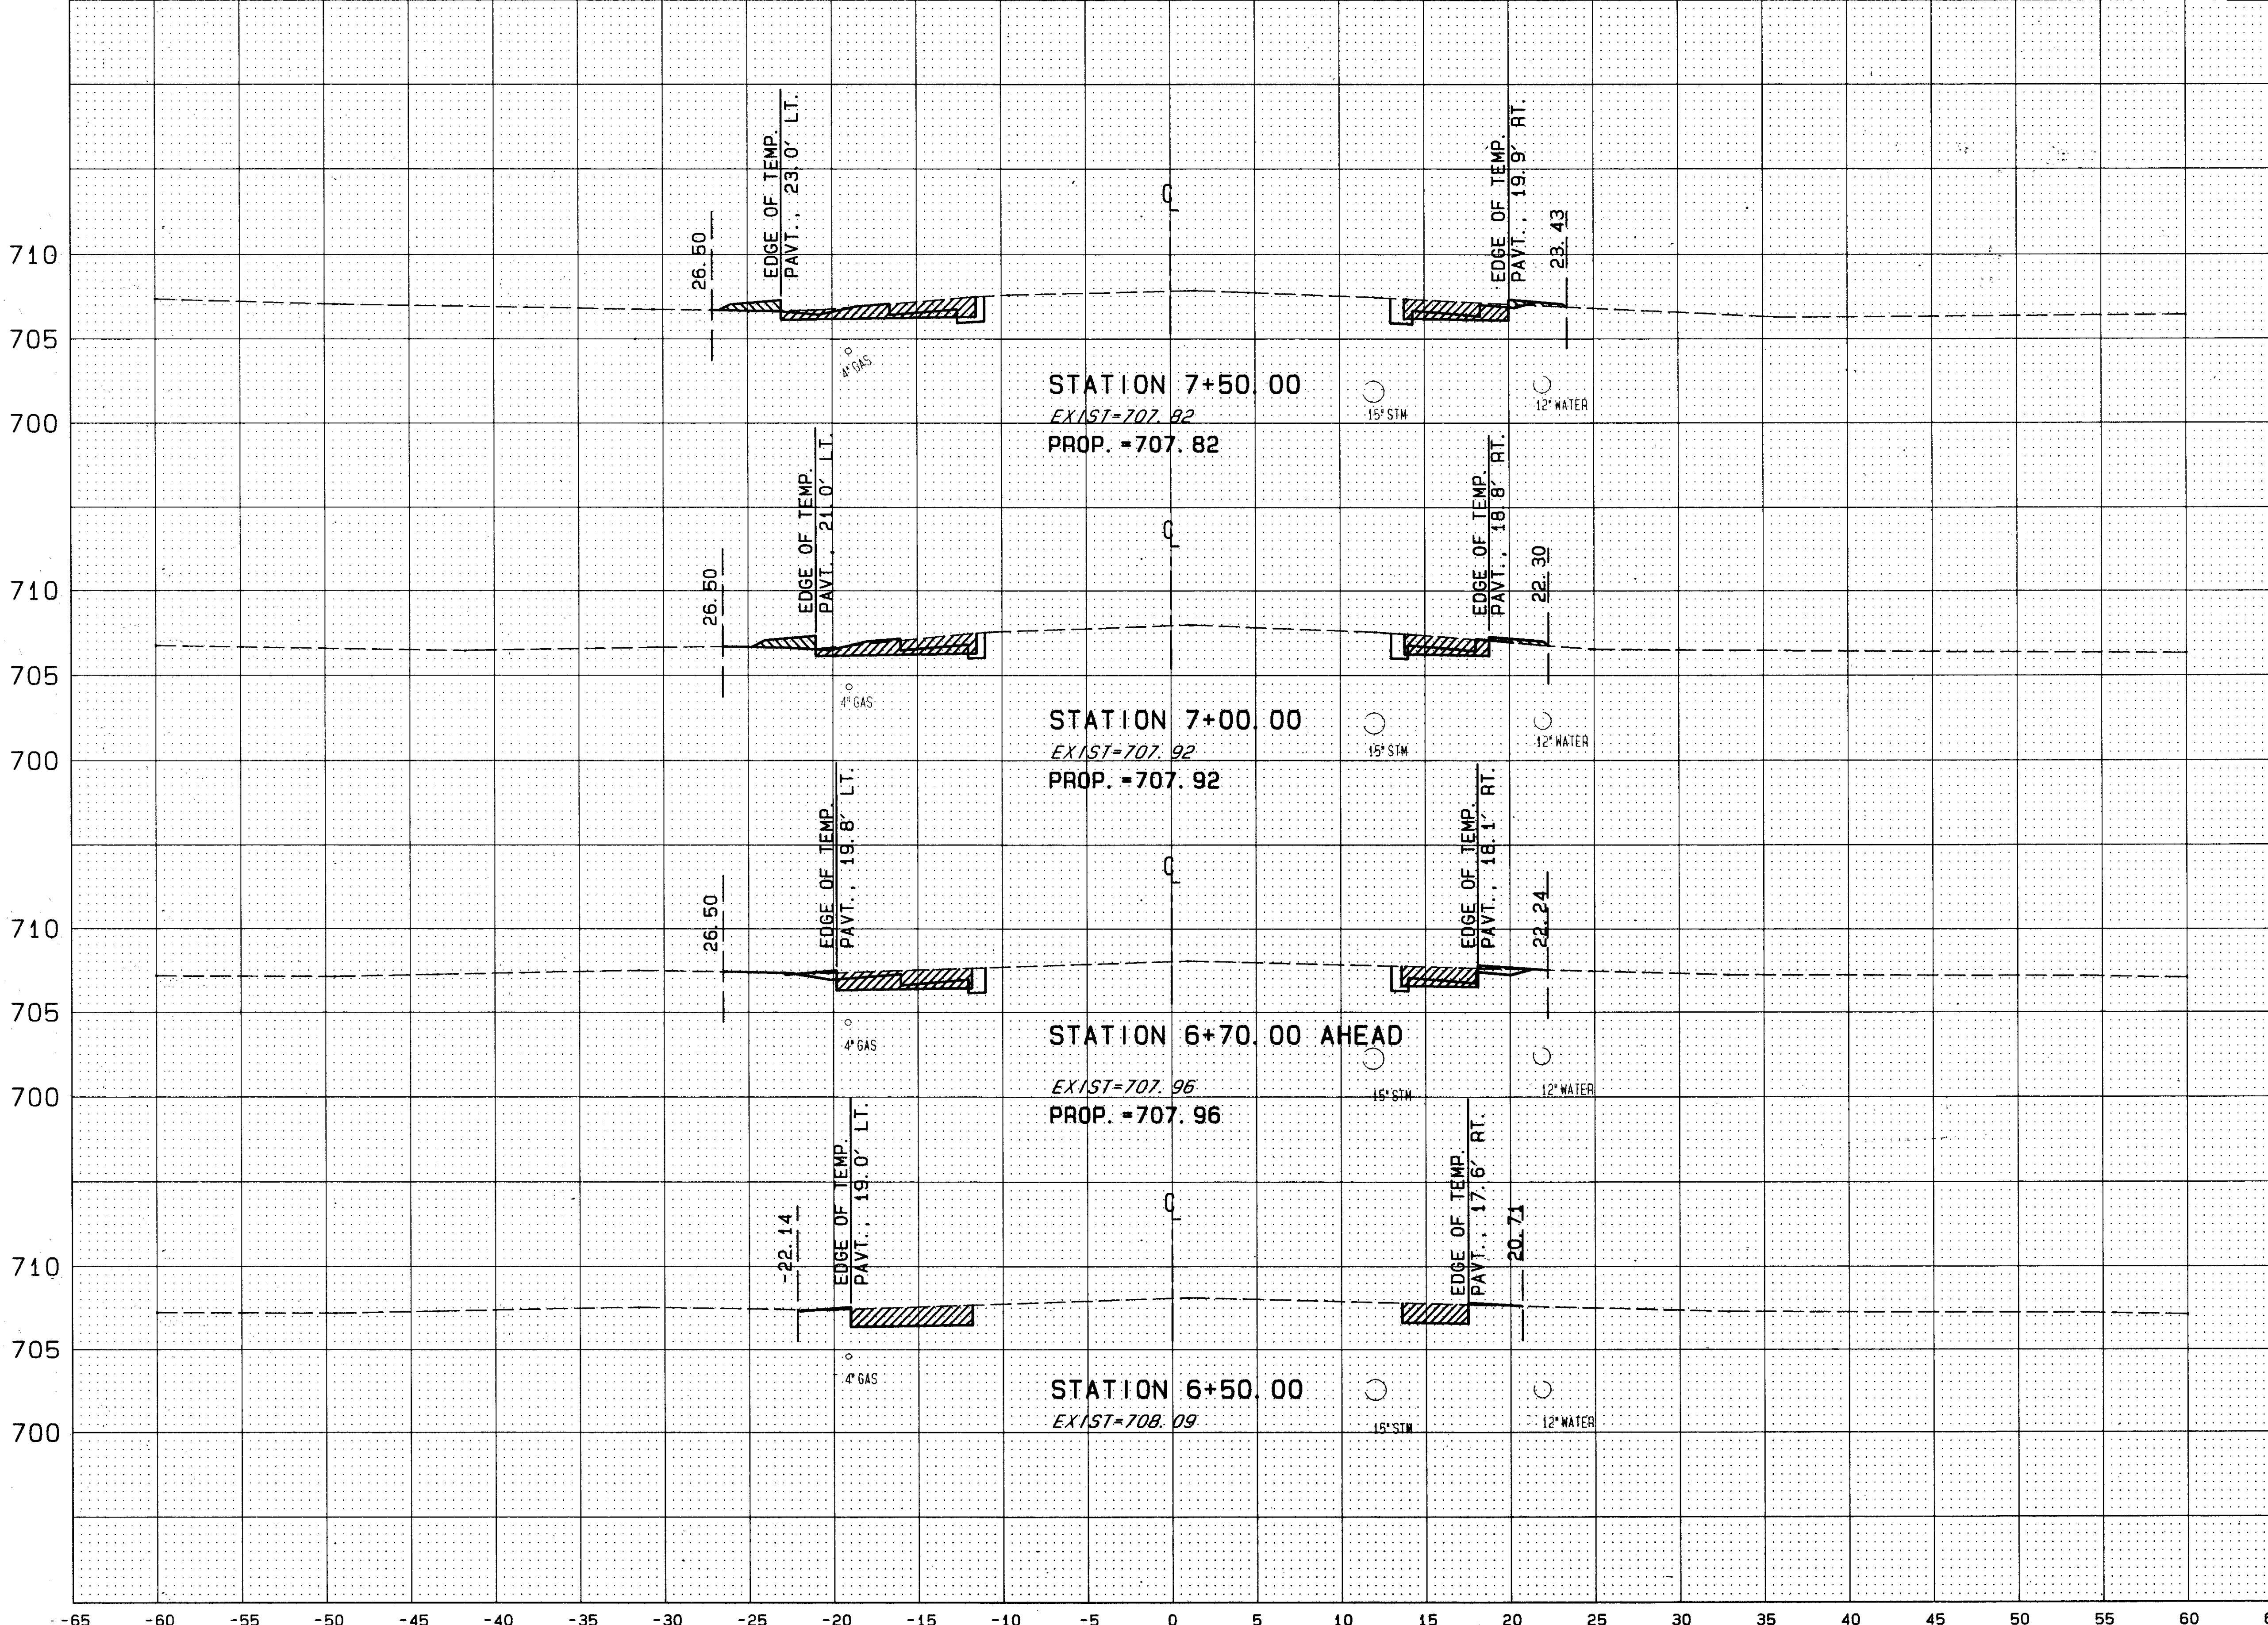 EDGE OF TEMP.
PAVT., 23.0' LT.
26.50
EDGE OF TEMP.
PAVT., 19.9' RT.
23.43
710
705
700
4" GAS
STATION 7+50.00
EXIST=707.82
PROP.=707.82
15" STM
12" WATER
EDGE OF TEMP.
PAVT., 21.0' LT.
26.50
EDGE OF TEMP.
PAVT., 18.8' RT.
22.30
710
705
700
4" GAS
STATION 7+00.00
EXIST=707.92
PROP.=707.92
15" STM
12" WATER
EDGE OF TEMP.
PAVT., 19.8' LT.
26.50
EDGE OF TEMP.
PAVT., 18.1' RT.
22.24
710
705
700
4" GAS
STATION 6+70.00 AHEAD
EXIST=707.96
PROP.=707.96
15" STM
12" WATER
EDGE OF TEMP.
PAVT., 19.0' LT.
-22.14
EDGE OF TEMP.
PAVT., 17.6' RT.
20.71
710
705
700
4" GAS
STATION 6+50.00
EXIST=708.09
15" STM
12" WATER
-65 -60 -55 -50 -45 -40 -35 -30 -25 -20 -15 -10 -5 0 5 10 15 20 25 30 35 40 45 50 55 60